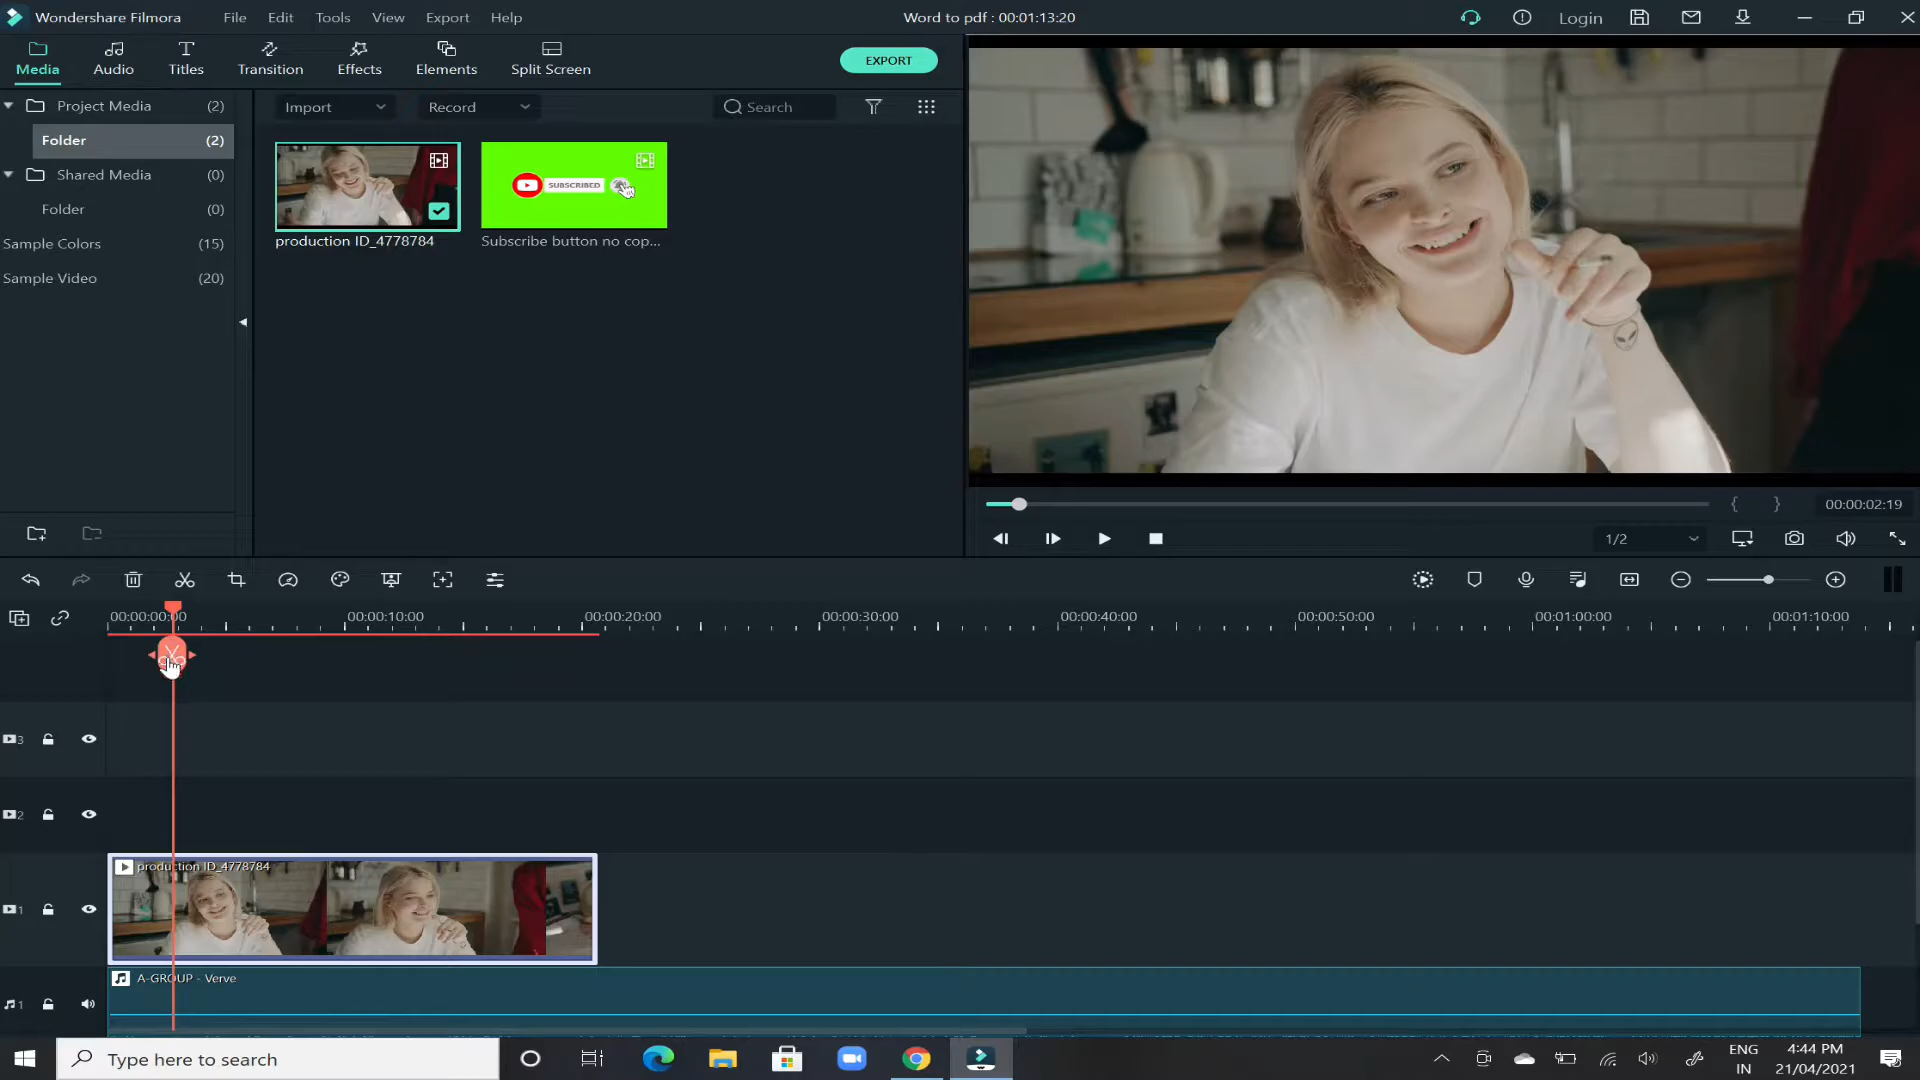 Wondershare Filmora File Edit Tools View Export Help Word to pdf : 00:01:13:20 Login
Media Audio Titles Transition Effects Elements Split Screen EXPORT
Project Media (2) Import Record Search
Folder (2)
Shared Media (0)
Folder (0)
Sample Colors (15)
Sample Video (20)
SUBSCRIBED
production ID_4778784 Subscribe button no cop...
00:00:02:19
1/2
00:00:00:00 00:00:10:00 00:00:20:00 00:00:30:00 00:00:40:00 00:00:50:00 00:01:00:00 00:01:10:00
3
2
production ID_4778784
1
A-GROUP - Verve
1
Type here to search
ENG
IN
4:44 PM
21/04/2021